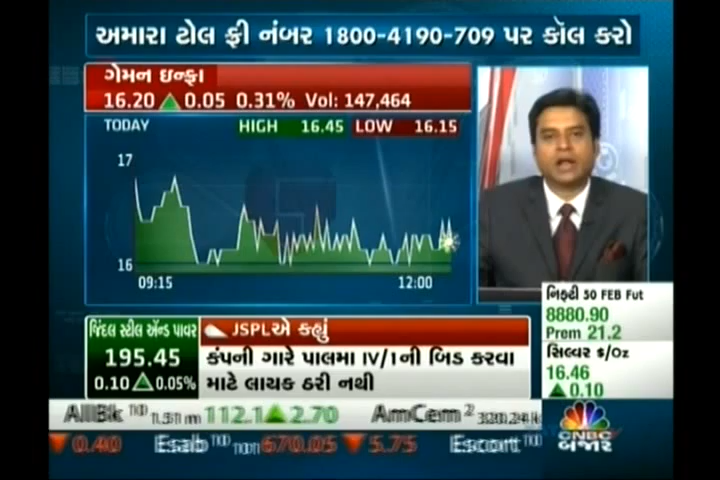 અમારા ટોલ ફ્રી નંબર 1800-4190-709 પર કૉલ કરો
ગેમન ઇન્ફ્રા
16.20 ▲ 0.05 0.31% Vol: 147,464
TODAY HIGH 16.45 LOW 16.15
17
16
09:15 12:00
નિફ્ટી 50 FEB Fut
8880.90
Prem 21.2
સિલ્વર $/Oz
16.46
▲0.10
જિંદલ સ્ટીલ ઍન્ડ પાવર
195.45
0.10 ▲ 0.05%
JSPLએ કહ્યું
કંપની ગારે પાલમા IV/1ની બિડ કરવા
માટે લાયક ઠરી નથી
AllBk 112.1 ▲ 2.70 AmCem
▼ 0.40 Esab 670.05 ▼ 5.75 Escort
CNBC
બજાર